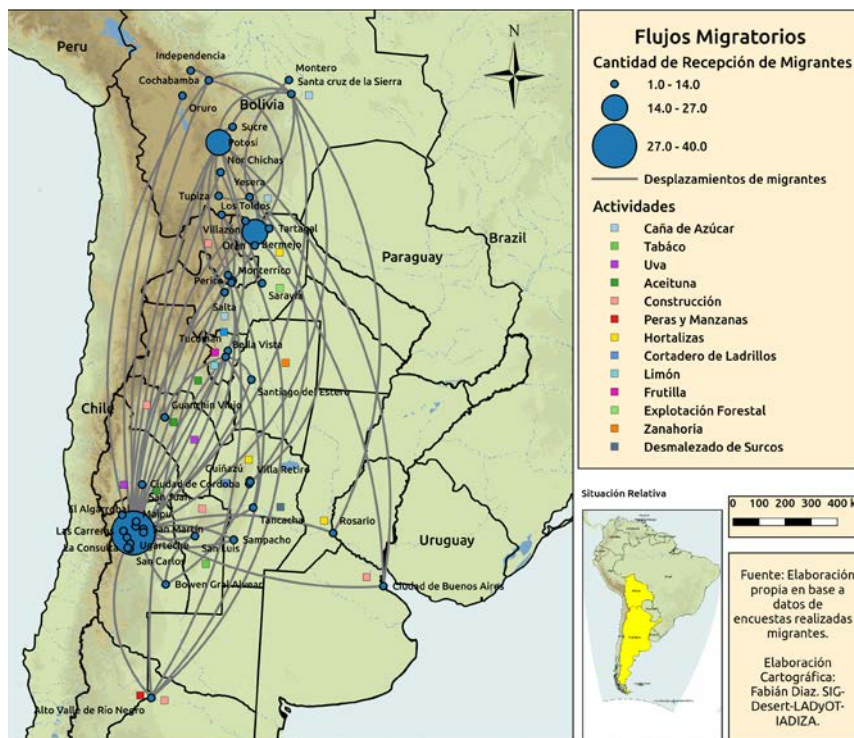 Peru
Independencia
Cochabamba
Oruro
Montero
Santa cruz de la Sierra
Bolivia
Sucre
Potosí
Nor Chichas
Yesera
Tupiza
Los Toldos
Villazón
Tartagal
Orán
Bermejo
Brazil
Paraguay
Monterrico
Perico
Saravia
Salta
Tucumán
Bella Vista
Santiago del Estero
Chile
Guanchin Viejo
Guiñazú
Villa Retiro
Ciudad de Cordoba
San Juan
El Algarrobal
Maipú
Las Carreras
San Martín
La Consulta
Ugarteche
San Luis
San Carlos
Tancacha
Sampacho
Rosario
Uruguay
Bowen Gral Alvear
Ciudad de Buenos Aires
Alto Valle de Río Negro
N
Flujos Migratorios
Cantidad de Recepción de Migrantes
1.0 - 14.0
14.0 - 27.0
27.0 - 40.0
Desplazamientos de migrantes
Actividades
Caña de Azúcar
Tabáco
Uva
Aceituna
Construcción
Peras y Manzanas
Hortalizas
Cortadero de Ladrillos
Limón
Frutilla
Explotación Forestal
Zanahoria
Desmalezado de Surcos
Situación Relativa
0 100 200 300 400 k
Fuente: Elaboración
propia en base a
datos de
encuestas realizadas
migrantes.
Elaboración
Cartográfica:
Fabián Diaz. SIG-
Desert-LADyOT-
IADIZA.